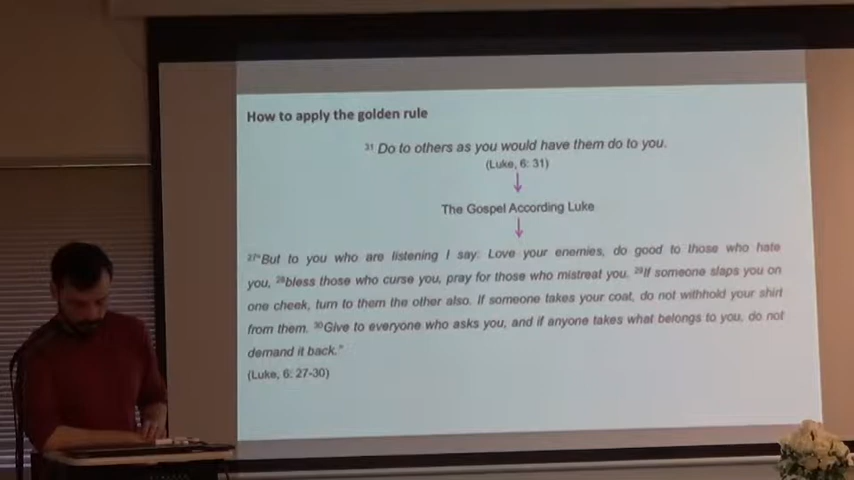 How to apply the golden rule
31 Do to others as you would have them do to you.
(Luke, 6: 31)
The Gospel According Luke
27"But to you who are listening I say: Love your enemies, do good to those who hate
you, 28bless those who curse you, pray for those who mistreat you. 29If someone slaps you on
one cheek, turn to them the other also. If someone takes your coat, do not withhold your shirt
from them. 30Give to everyone who asks you, and if anyone takes what belongs to you, do not
demand it back."
(Luke, 6: 27-30)